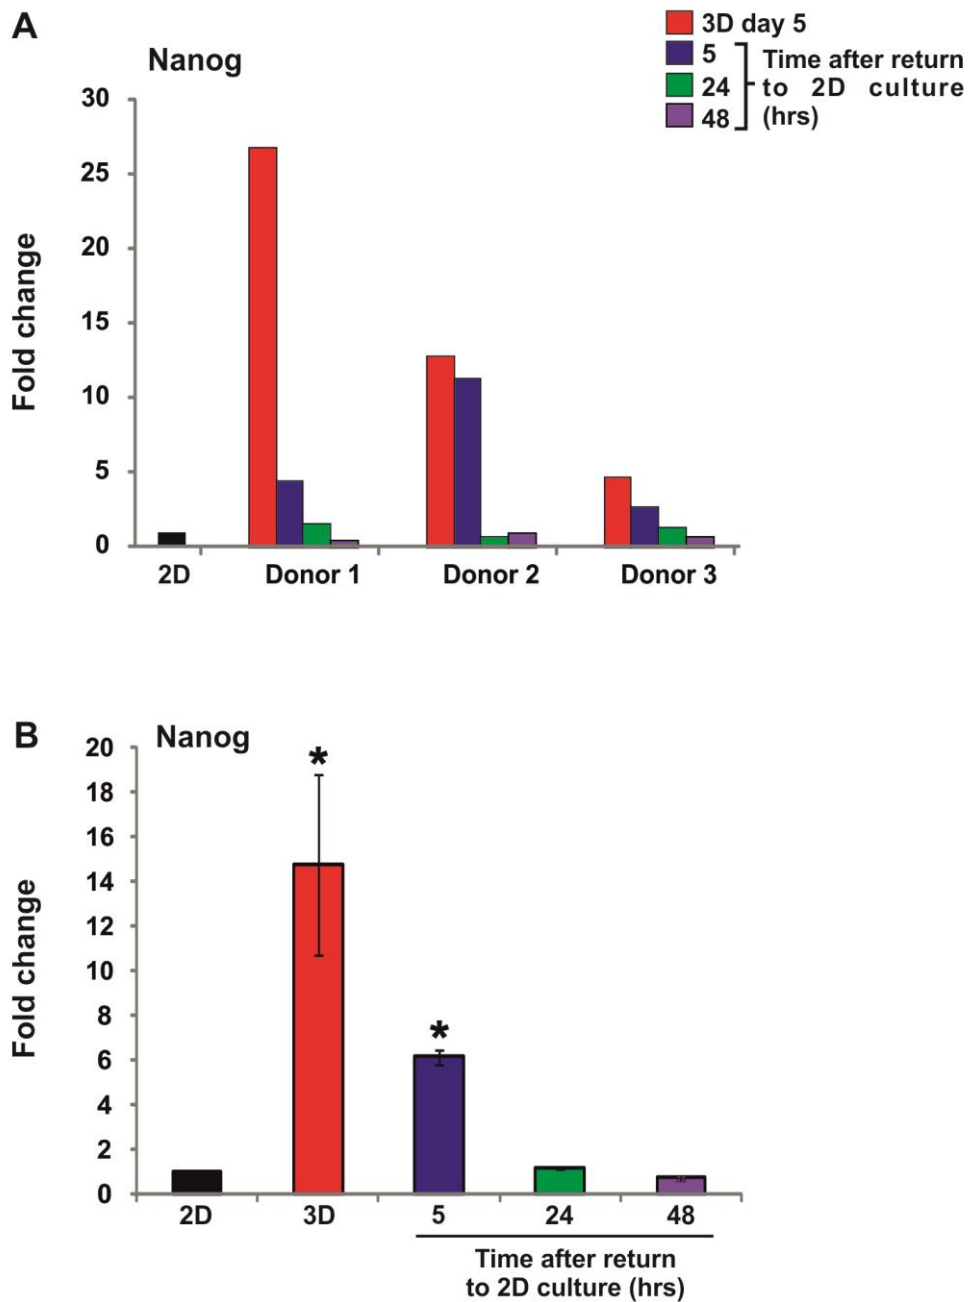 A
3D day 5
5
24
48
Time after return
to 2D culture
(hrs)
Nanog
30
25
20
15
10
5
0
Fold change
2D Donor 1 Donor 2 Donor 3
B
Nanog
20
18
16
14
12
10
8
6
4
2
0
Fold change
*
*
2D 3D 5 24 48
Time after return
to 2D culture (hrs)